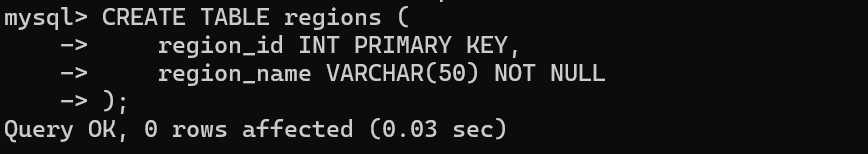 mysql> CREATE TABLE regions (
    ->     region_id INT PRIMARY KEY,
    ->     region_name VARCHAR(50) NOT NULL
    -> );
Query OK, 0 rows affected (0.03 sec)